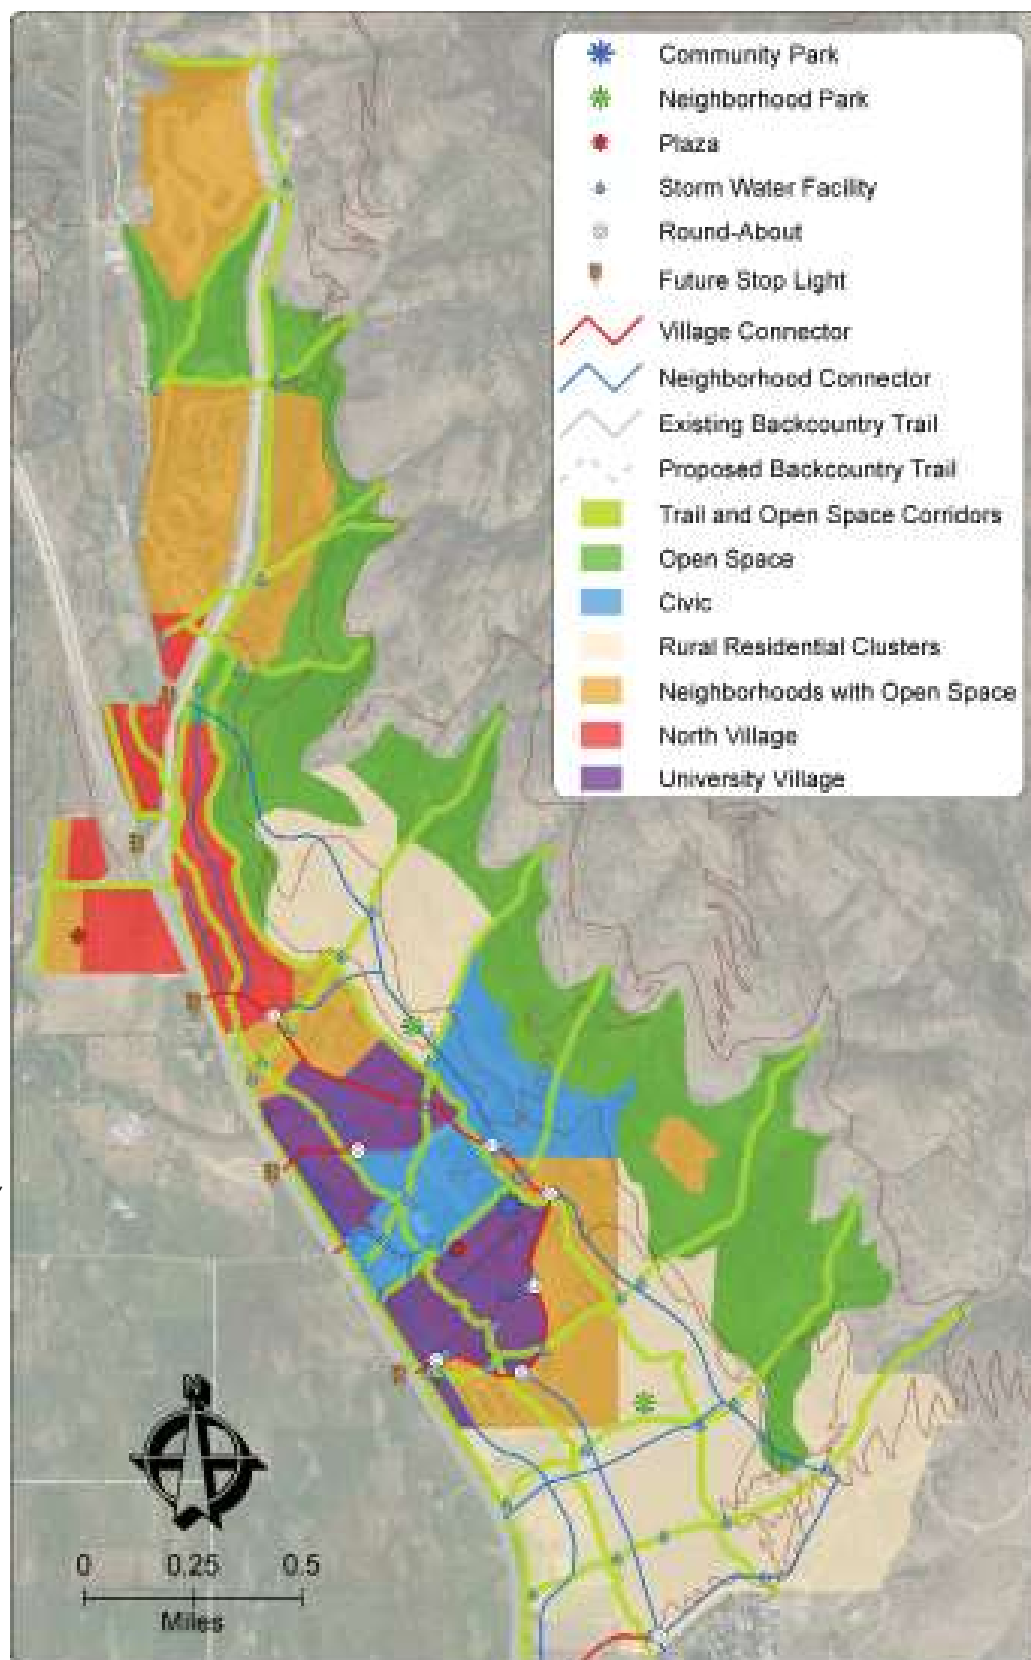 Community Park
Neighborhood Park
Plaza
Storm Water Facility
Round-About
Future Stop Light
Village Connector
Neighborhood Connector
Existing Backcountry Trail
Proposed Backcountry Trail
Trail and Open Space Corridors
Open Space
Civic
Rural Residential Clusters
Neighborhoods with Open Space
North Village
University Village
N
0 0.25 0.5
Miles